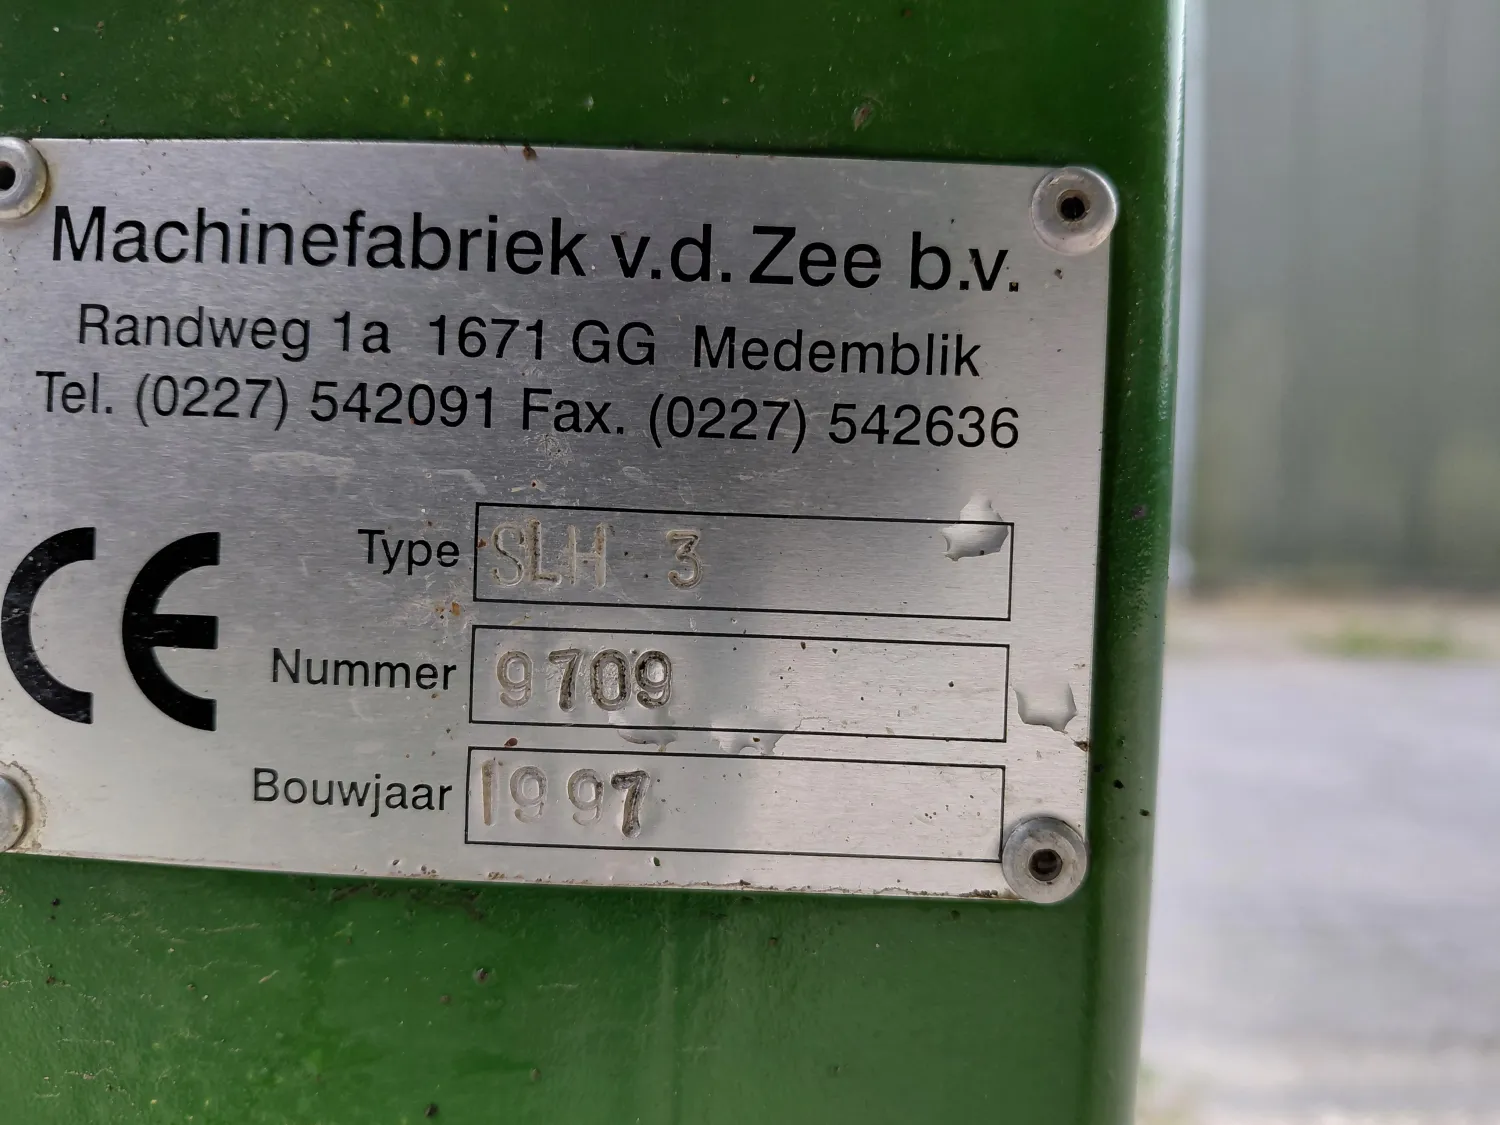 Machinefabriek v.d. Zee b.v.
Randweg 1a 1671 GG Medemblik
Tel. (0227) 542091 Fax. (0227) 542636
CE
Type SLH 3
Nummer 9709
Bouwjaar 1997